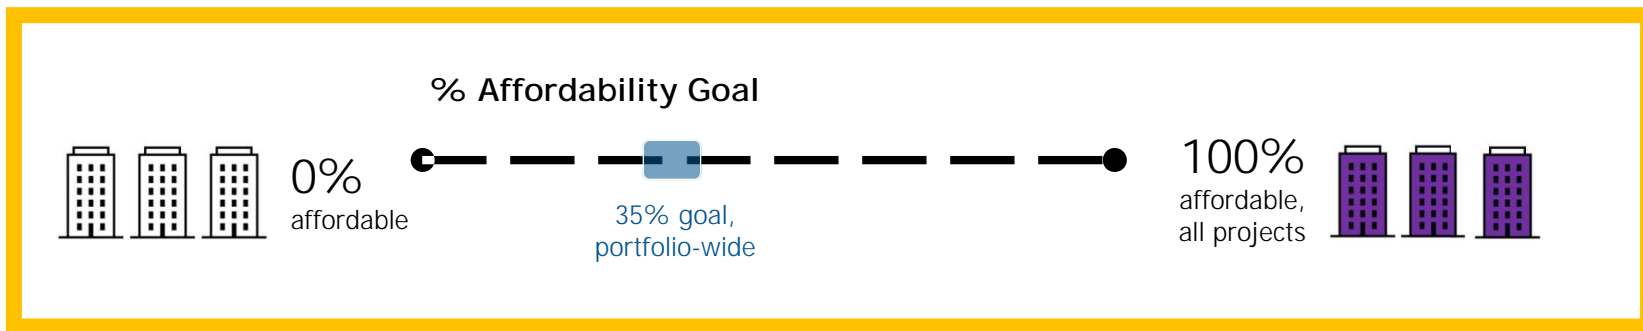 % Affordability Goal
0%
affordable
35% goal,
portfolio-wide
100%
affordable,
all projects